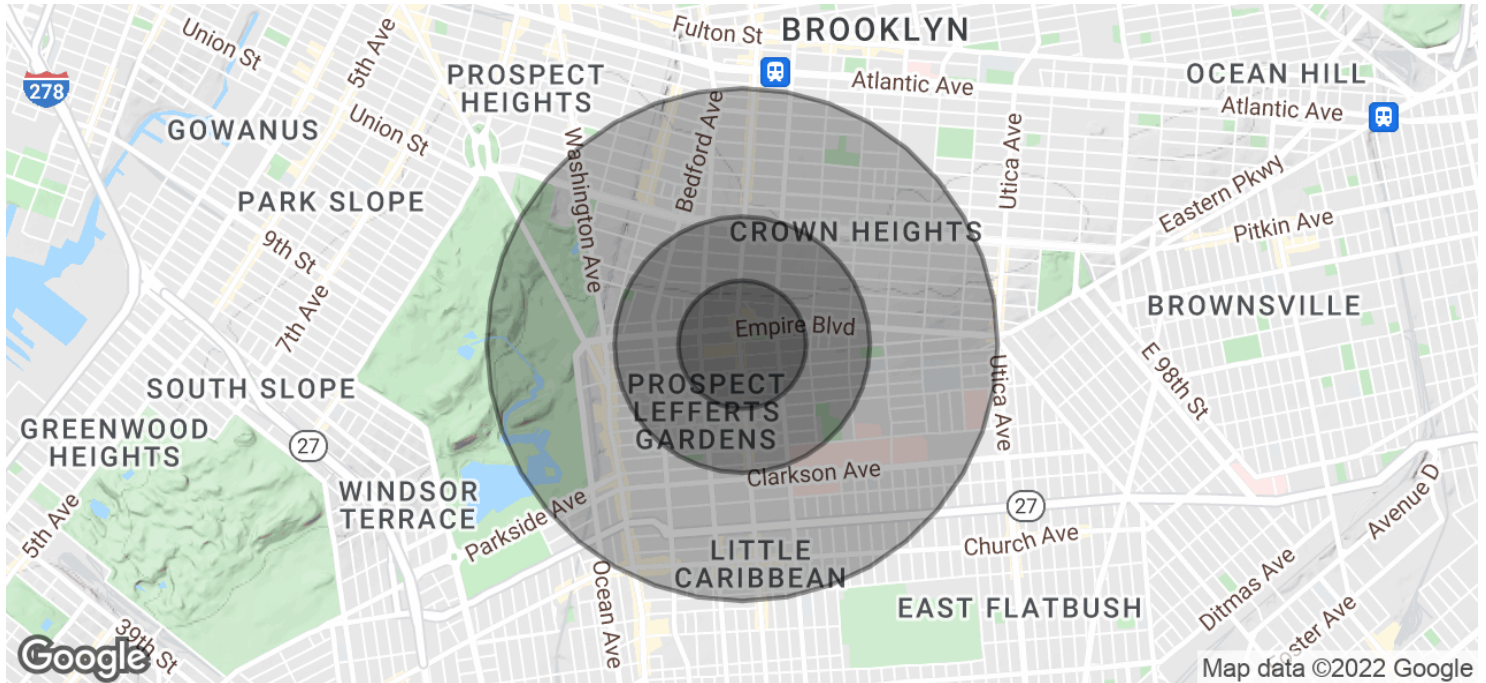 Fulton St
BROOKLYN
Union St
5th Ave
PROSPECT
HEIGHTS
Atlantic Ave
OCEAN HILL
278
Atlantic Ave
GOWANUS
Union St
Washington Ave
Bedford Ave
Utica Ave
Eastern Pkwy
PARK SLOPE
CROWN HEIGHTS
Pitkin Ave
9th St
7th Ave
Empire Blvd
BROWNSVILLE
SOUTH SLOPE
PROSPECT
LEFFERTS
GARDENS
Utica Ave
E 98th St
GREENWOOD
HEIGHTS
27
WINDSOR
TERRACE
Clarkson Ave
27
5th Ave
Parkside Ave
Church Ave
Avenue D
LITTLE
CARIBBEAN
Ocean Ave
EAST FLATBUSH
Ditmas Ave
Foster Ave
39th St
Google
Map data ©2022 Google